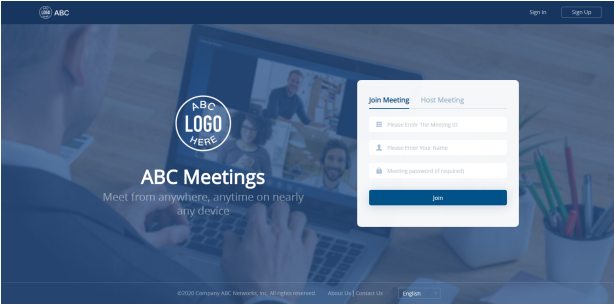 ABC
Sign In
Sign Up
ABC
LOGO
HERE
ABC Meetings
Meet from anywhere, anytime on nearly
any device
Join Meeting
Host Meeting
Please Enter The Meeting ID
Please Enter Your Name
Meeting password (if required)
Join
©2020 Company ABC Networks, Inc. All rights reserved.
About Us | Contact Us
English